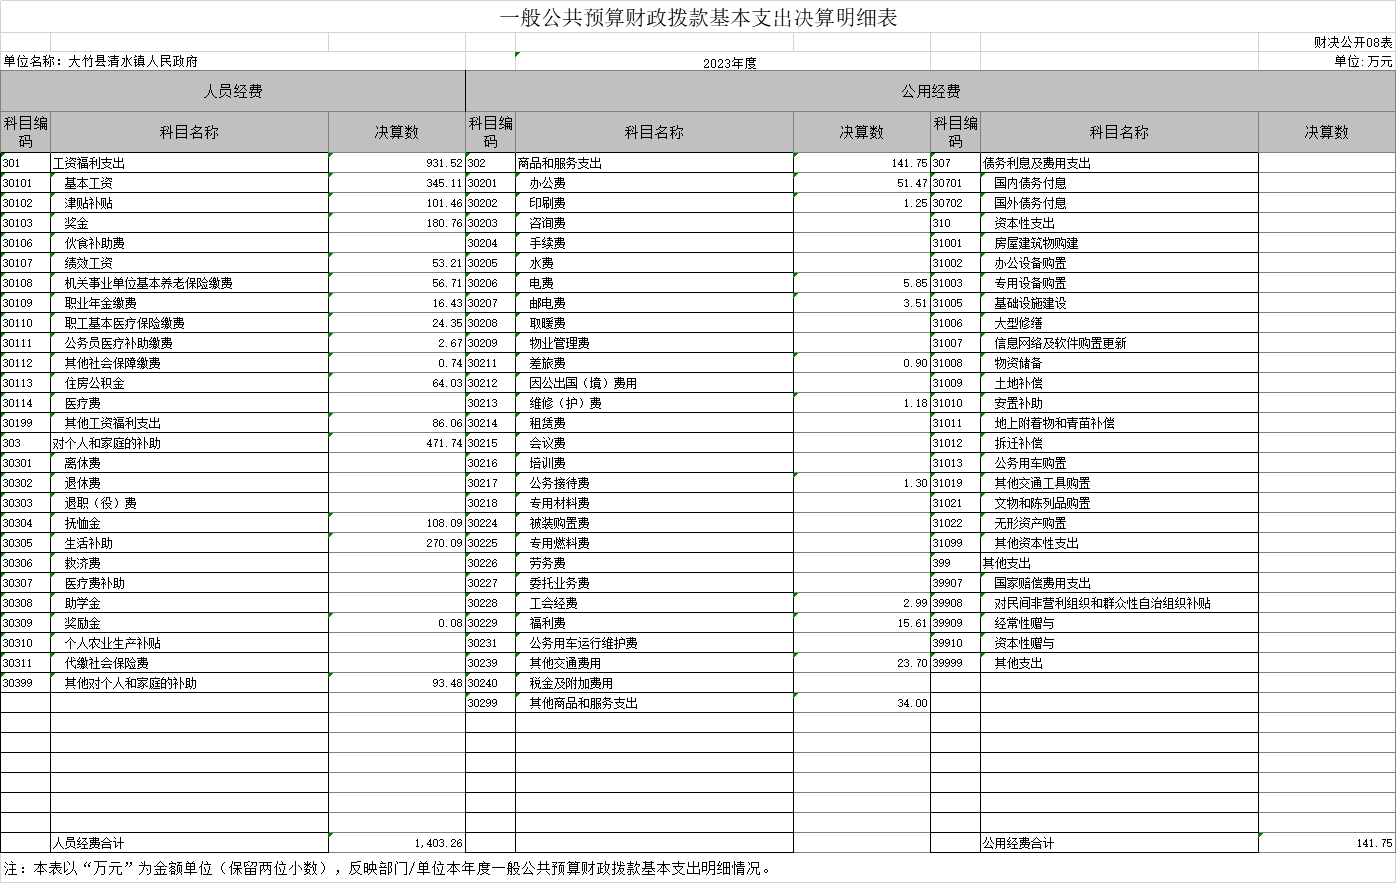 一般公共预算财政拨款基本支出决算明细表
财决公开08表
单位名称：大竹县清水镇人民政府 2023年度 单位:万元
人员经费 公用经费
科目编码 科目名称 决算数 科目编码 科目名称 决算数 科目编码 科目名称 决算数
301 工资福利支出 931.52 302 商品和服务支出 141.75 307 债务利息及费用支出
30101 基本工资 345.11 30201 办公费 51.47 30701 国内债务付息
30102 津贴补贴 101.46 30202 印刷费 1.25 30702 国外债务付息
30103 奖金 180.76 30203 咨询费 310 资本性支出
30106 伙食补助费 30204 手续费 31001 房屋建筑物购建
30107 绩效工资 53.21 30205 水费 31002 办公设备购置
30108 机关事业单位基本养老保险缴费 56.71 30206 电费 5.85 31003 专用设备购置
30109 职业年金缴费 16.43 30207 邮电费 3.51 31005 基础设施建设
30110 职工基本医疗保险缴费 24.35 30208 取暖费 31006 大型修缮
30111 公务员医疗补助缴费 2.67 30209 物业管理费 31007 信息网络及软件购置更新
30112 其他社会保障缴费 0.74 30211 差旅费 0.90 31008 物资储备
30113 住房公积金 64.03 30212 因公出国（境）费用 31009 土地补偿
30114 医疗费 30213 维修（护）费 1.18 31010 安置补助
30199 其他工资福利支出 86.06 30214 租赁费 31011 地上附着物和青苗补偿
303 对个人和家庭的补助 471.74 30215 会议费 31012 拆迁补偿
30301 离休费 30216 培训费 31013 公务用车购置
30302 退休费 30217 公务接待费 1.30 31019 其他交通工具购置
30303 退职（役）费 30218 专用材料费 31021 文物和陈列品购置
30304 抚恤金 108.09 30224 被装购置费 31022 无形资产购置
30305 生活补助 270.09 30225 专用燃料费 31099 其他资本性支出
30306 救济费 30226 劳务费 399 其他支出
30307 医疗费补助 30227 委托业务费 39907 国家赔偿费用支出
30308 助学金 30228 工会经费 2.99 39908 对民间非营利组织和群众性自治组织补贴
30309 奖励金 0.08 30229 福利费 15.61 39909 经常性赠与
30310 个人农业生产补贴 30231 公务用车运行维护费 39910 资本性赠与
30311 代缴社会保险费 30239 其他交通费用 23.70 39999 其他支出
30399 其他对个人和家庭的补助 93.48 30240 税金及附加费用
30299 其他商品和服务支出 34.00
人员经费合计 1,403.26 公用经费合计 141.75
注：本表以“万元”为金额单位（保留两位小数），反映部门/单位本年度一般公共预算财政拨款基本支出明细情况。